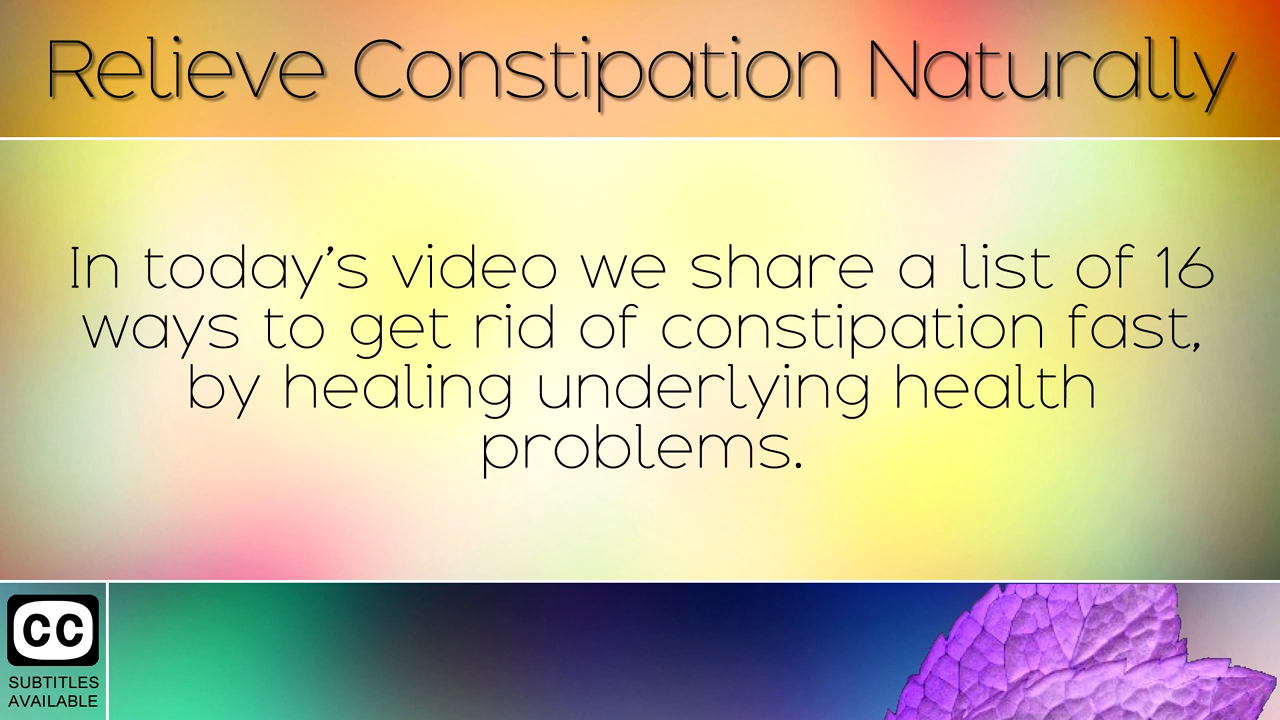 Relieve Constipation Naturally
In today's video we share a list of 16
ways to get rid of constipation fast,
by healing underlying health
problems.
CC
SUBTITLES
AVAILABLE